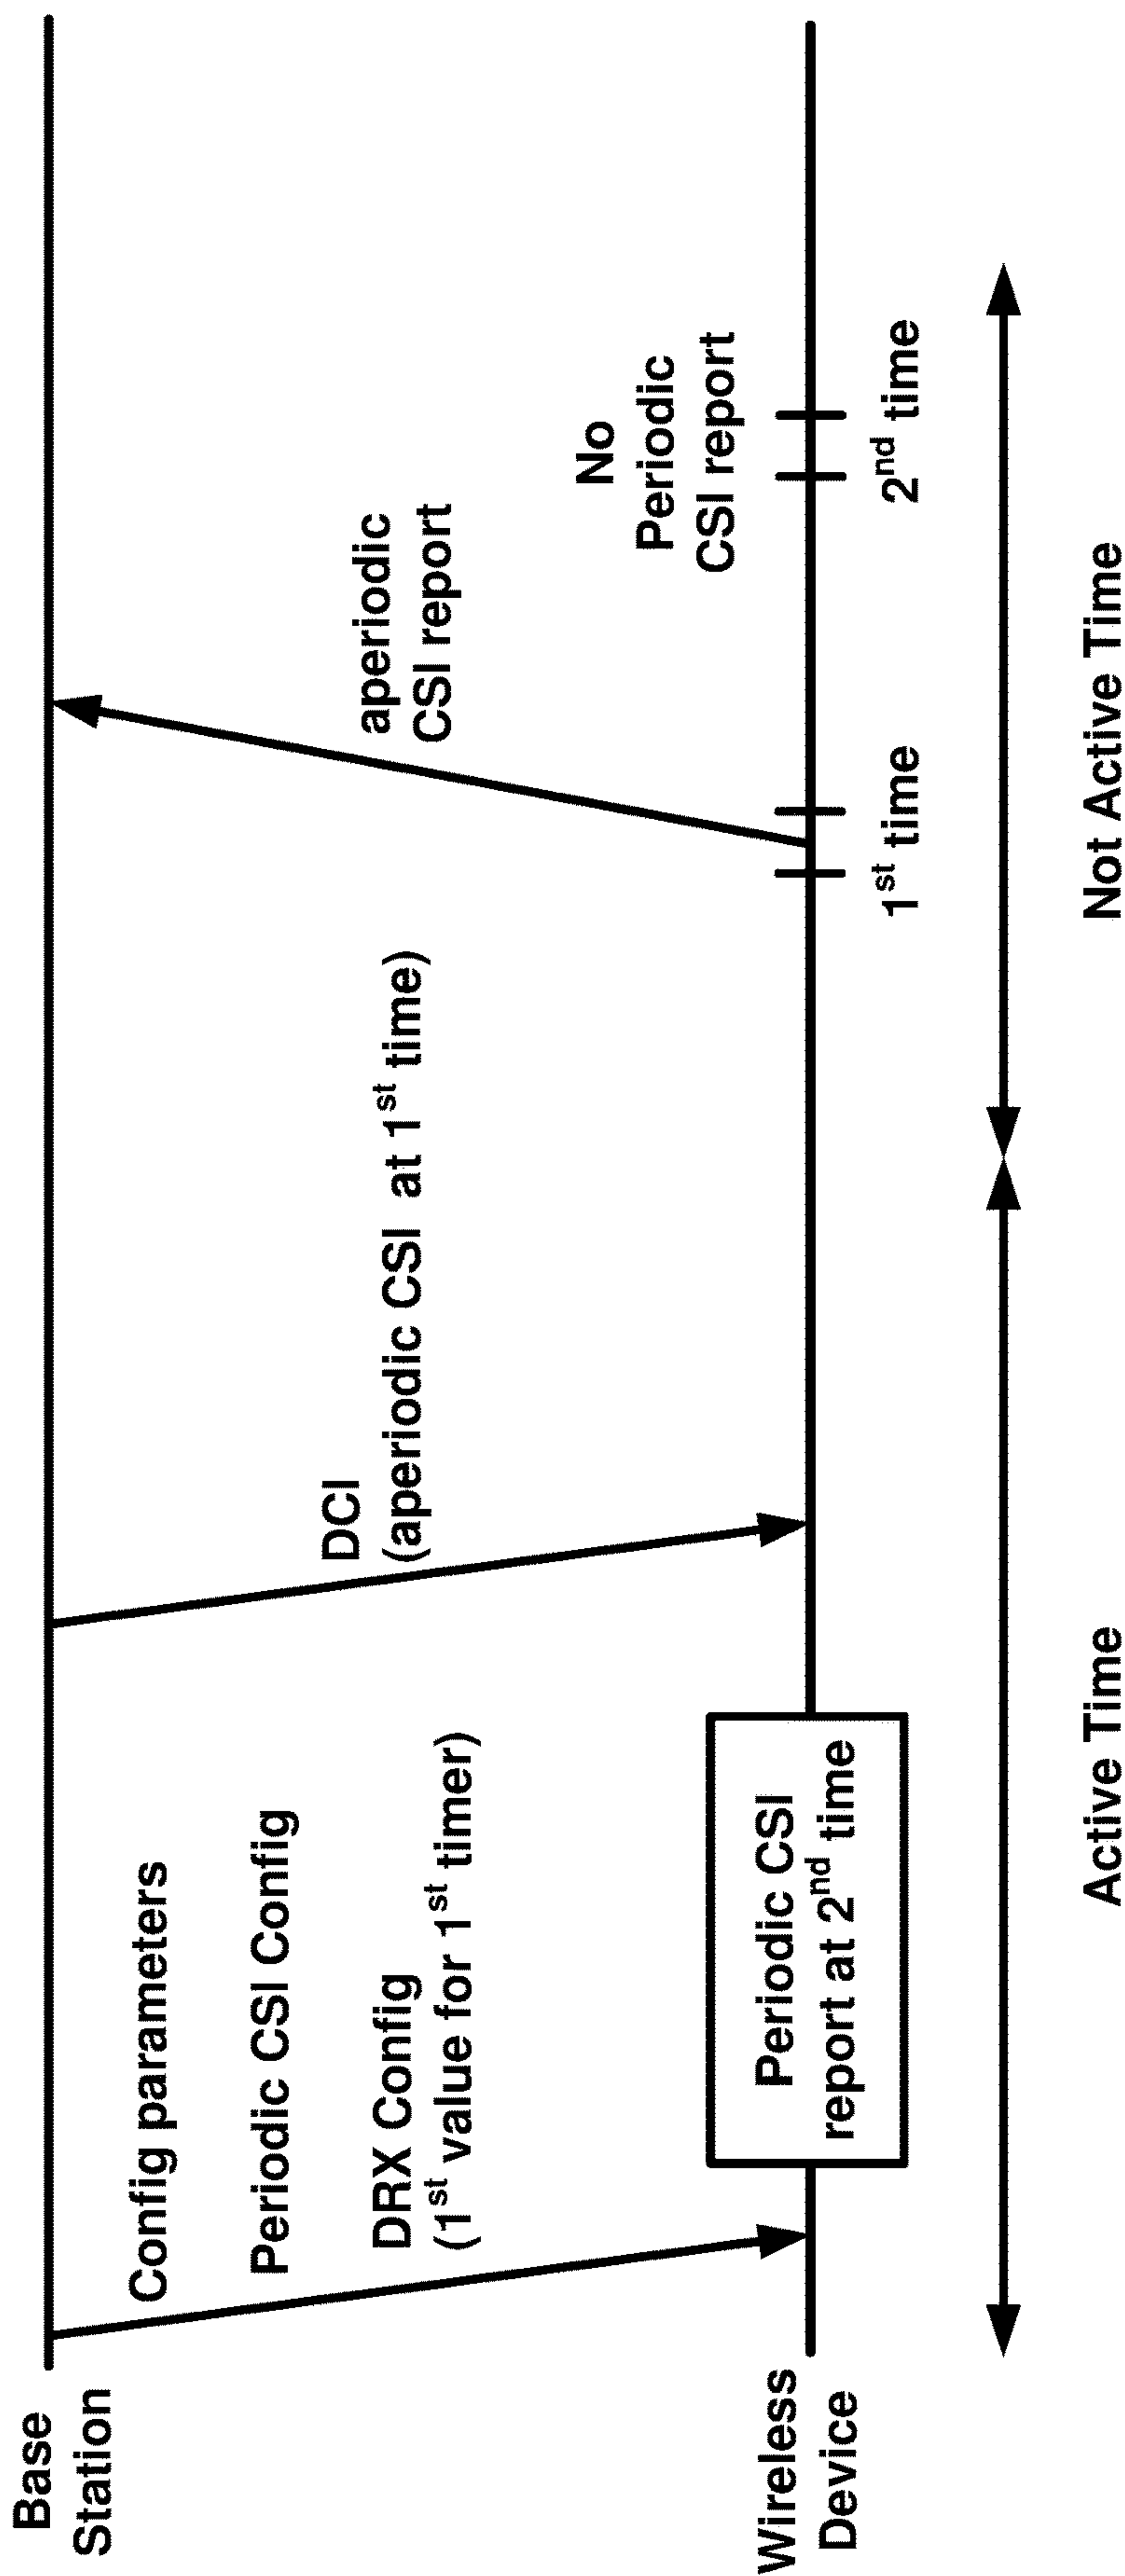 Base
Station
Config parameters
Periodic CSI Config
DRX Config
(1st value for 1st timer)
DCI
(aperiodic CSI at 1st time)
aperiodic
CSI report
No
Periodic
CSI report
Wireless
Device
Periodic CSI
report at 2nd time
1st time
2nd time
Active Time
Not Active Time